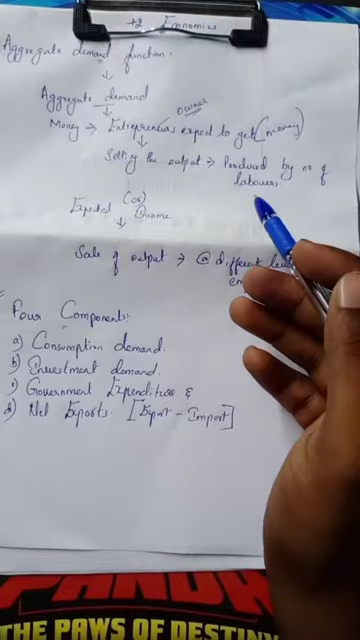 +2 Economics
Aggregate demand function:
Aggregate demand
owner
Money → Entrepreneurs expect to get (money)
Selling the output → Produced by no of
labours.
(or)
Expected Income
Sale of output → @ different
Four Components:
a) Consumption demand.
b) Investment demand.
c) Government Expenditure &
d) Net Exports. [Export - Import]
THE PAWS OF DESTINY